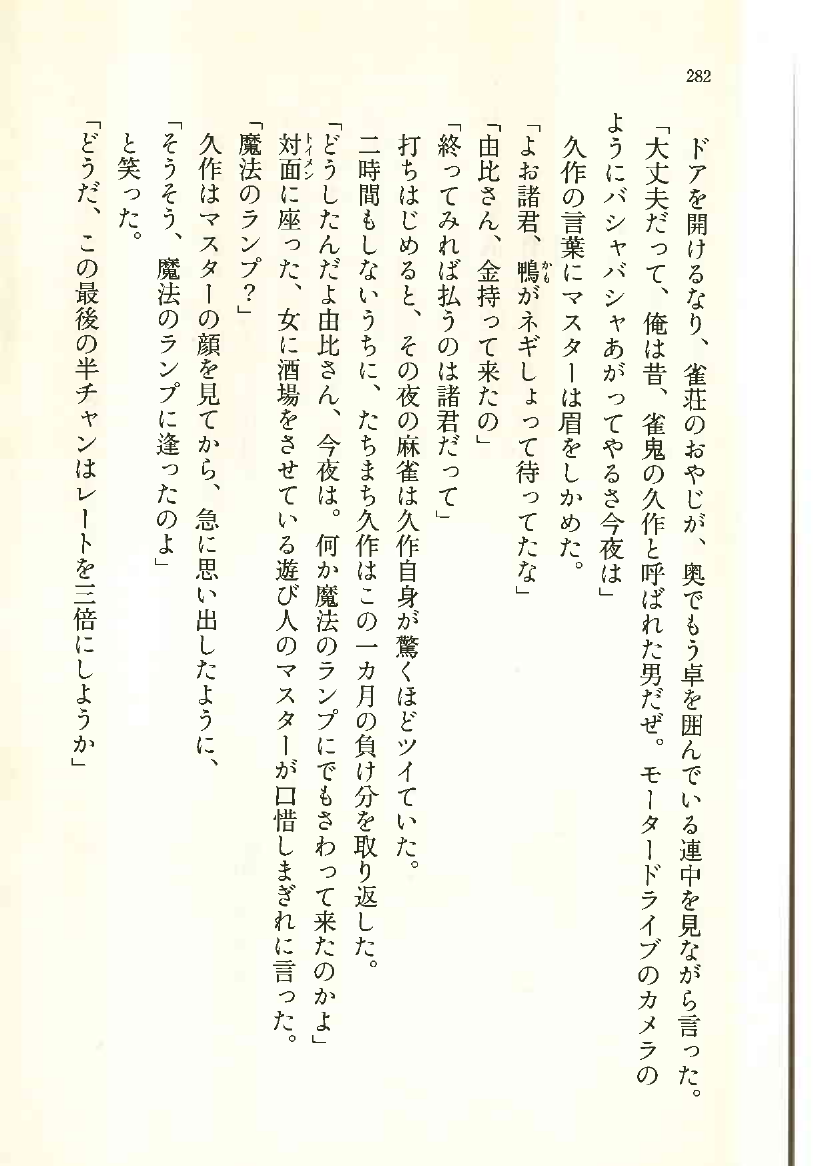 282
ドアを開けるなり、雀荘のおやじが、奥でもう卓を囲んでいる連中を見ながら言った。
「大丈夫だって、俺は昔、雀鬼の久作と呼ばれた男だぜ。モータードライブのカメラの
ようにバシャバシャあがってやるさ今夜は」
久作の言葉にマスターは眉をしかめた。
「よお諸君、鴨がネギしょって待ってたな」
「由比さん、金持って来たの」
「終ってみれば払うのは諸君だって」
打ちはじめると、その夜の麻雀は久作自身が驚くほどツイていた。
二時間もしないうちに、たちまち久作はこの一カ月の負け分を取り返した。
「どうしたんだよ由比さん、今夜は。何か魔法のランプにでもさわって来たのかよ」
対面に座った、女に酒場をさせている遊び人のマスターが口惜しまぎれに言った。
「魔法のランプ?」
久作はマスターの顔を見てから、急に思い出したように、
「そうそう、魔法のランプに逢ったのよ」
と笑った。
「どうだ、この最後の半チャンはレートを三倍にしようか」